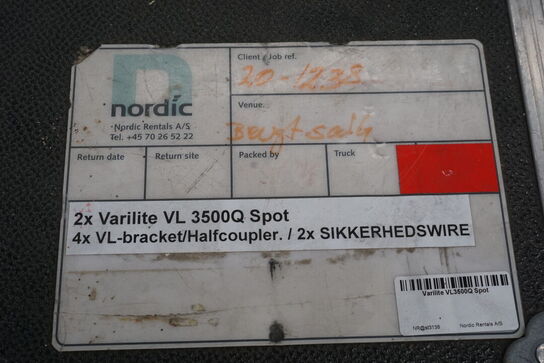 Client / Job ref.
20-1238
nordic
Nordic Rentals A/S
Tel. +45 70 26 52 22
Venue.
Return date
Return site
Packed by
Truck
2x Varilite VL 3500Q Spot
4x VL-bracket/Halfcoupler. / 2x SIKKERHEDSWIRE
Varilite VL3500Q Spot
Nordic Rentals A/S